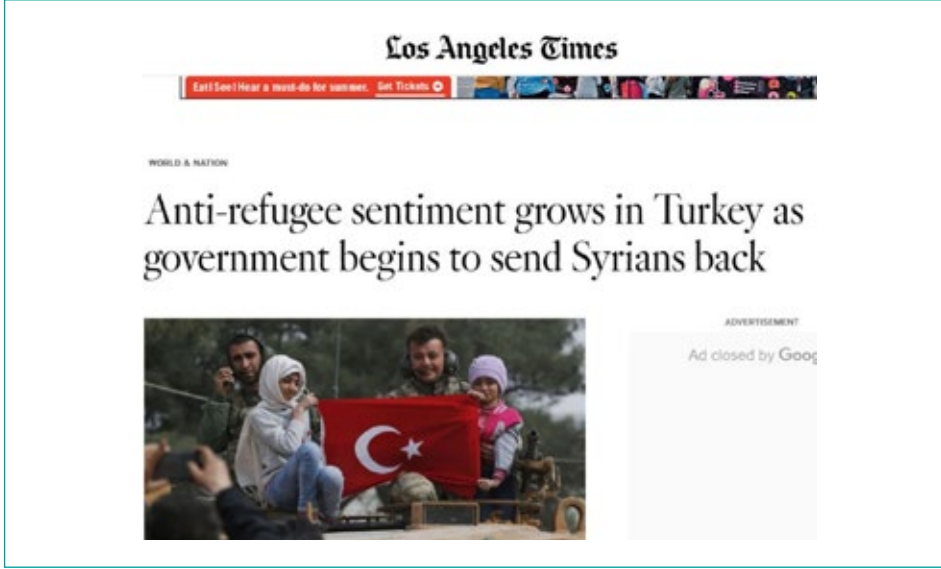 Los Angeles Times
Eat! See! Hear a must-do for summer. Get Tickets
WORLD & NATION
Anti-refugee sentiment grows in Turkey as
government begins to send Syrians back
ADVERTISEMENT
Ad closed by Goog